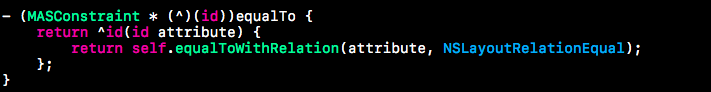 - (MASConstraint * (^)(id))equalTo {
    return ^id(id attribute) {
        return self.equalToWithRelation(attribute, NSLayoutRelationEqual);
    };
}